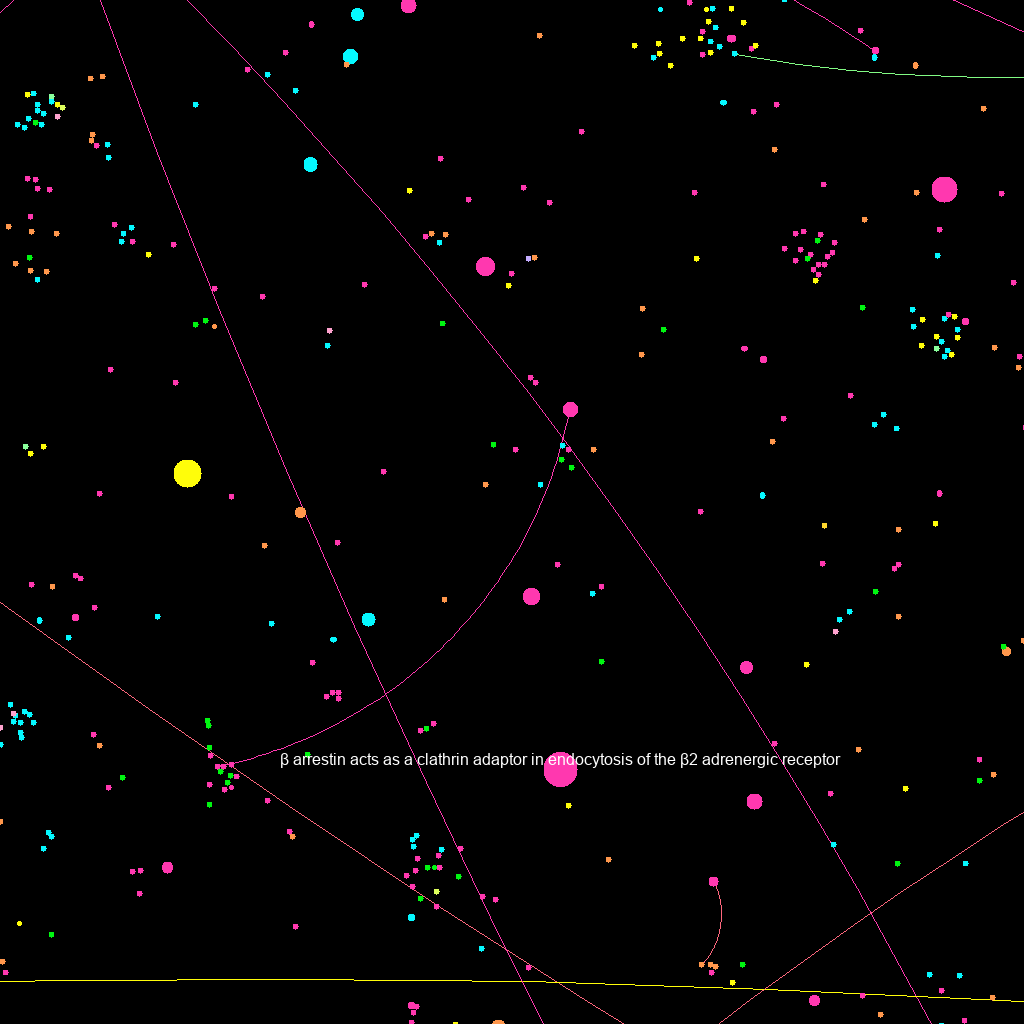 β arrestin acts as a clathrin adaptor in endocytosis of the β2 adrenergic receptor